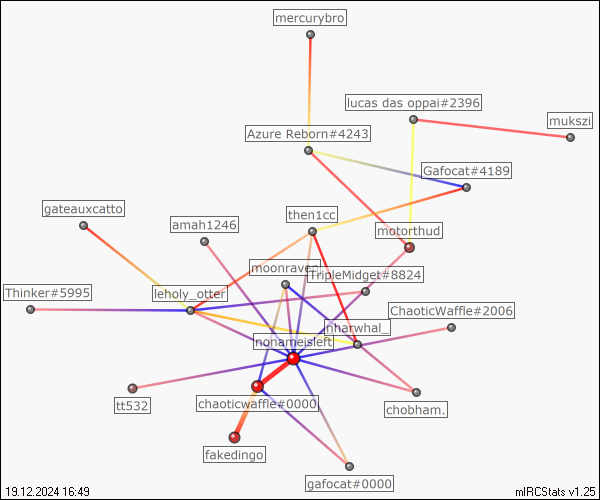 mercurybro
lucas das oppai#2396
mukszi
Azure Reborn#4243
Gafocat#4189
gateauxcatto
amah1246
then1cc
motorthud
moonraven
TripleMidget#8824
Thinker#5995
leholy_otter
ChaoticWaffle#2006
nharwhal_
nonameisleft
tt532
chaoticwaffle#0000
chobham.
fakedingo
gafocat#0000
19.12.2024 16:49
mIRCStats v1.25